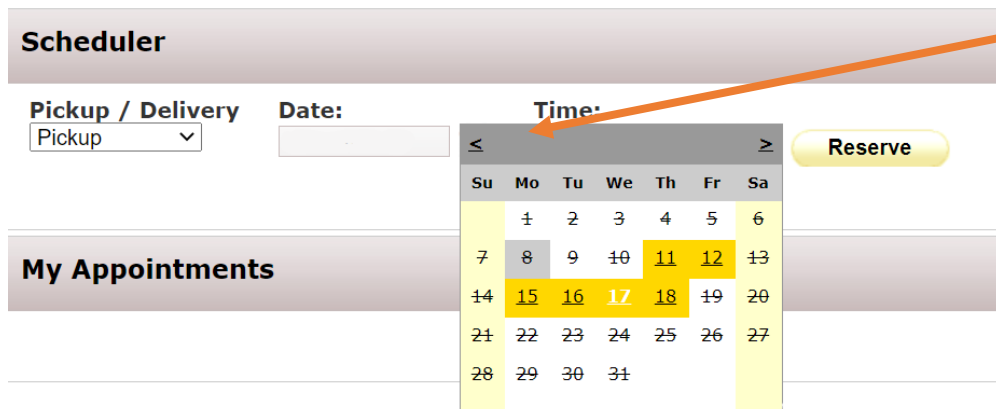 Scheduler
Pickup / Delivery Date: Time:
Pickup
< > Reserve
Su Mo Tu We Th Fr Sa
1 2 3 4 5 6
7 8 9 10 11 12 13
My Appointments
14 15 16 17 18 19 20
21 22 23 24 25 26 27
28 29 30 31